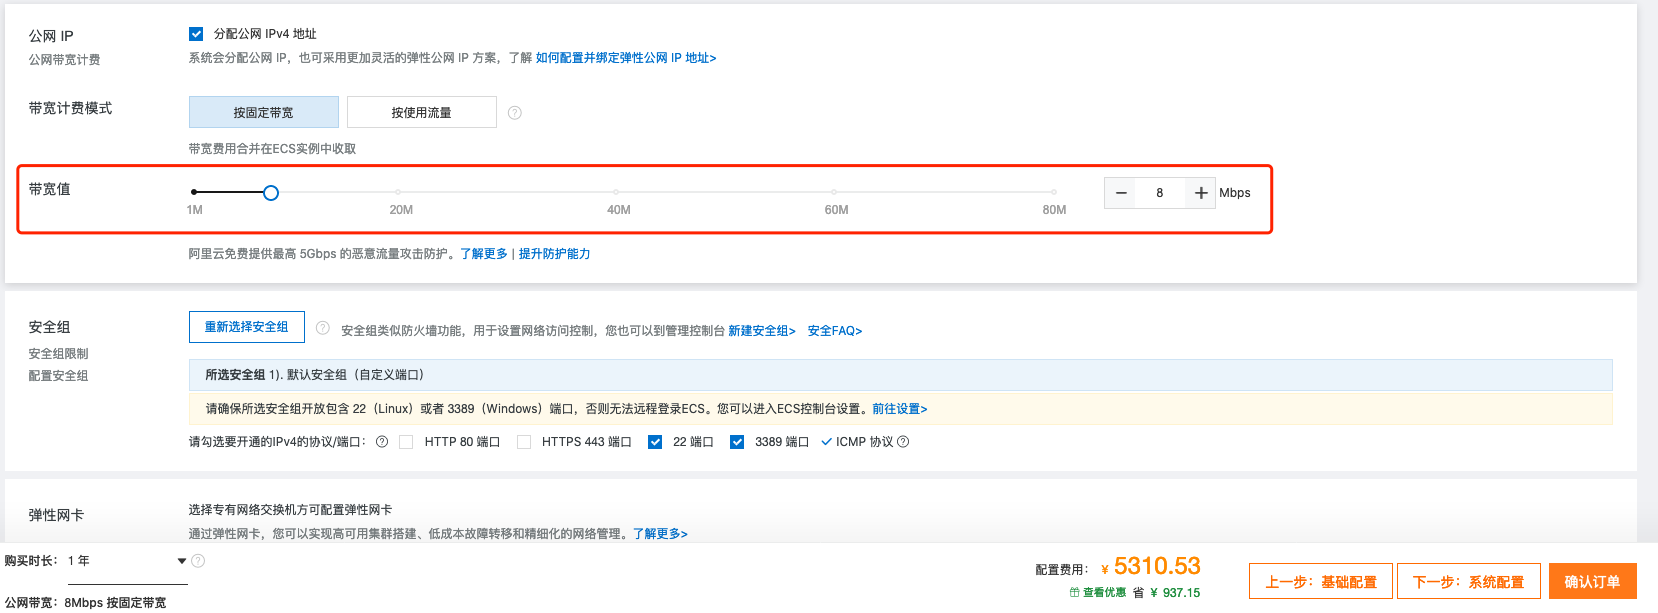 公网 IP
公网带宽计费
分配公网 IPv4 地址
系统会分配公网 IP，也可采用更加灵活的弹性公网 IP 方案，了解 如何配置并绑定弹性公网 IP 地址>
带宽计费模式
按固定带宽
按使用流量
带宽费用合并在ECS实例中收取
带宽值
1M
20M
40M
60M
80M
8
Mbps
阿里云免费提供最高 5Gbps 的恶意流量攻击防护。了解更多 | 提升防护能力
安全组
安全组限制
配置安全组
重新选择安全组
安全组类似防火墙功能，用于设置网络访问控制，您也可以到管理控制台 新建安全组> 安全FAQ>
所选安全组 1). 默认安全组（自定义端口）
请确保所选安全组开放包含 22（Linux）或者 3389（Windows）端口，否则无法远程登录ECS。您可以进入ECS控制台设置。前往设置>
请勾选要开通的IPv4的协议/端口： HTTP 80 端口 HTTPS 443 端口 22 端口 3389 端口 ICMP 协议
弹性网卡
选择专有网络交换机方可配置弹性网卡
通过弹性网卡，您可以实现高可用集群搭建、低成本故障转移和精细化的网络管理。了解更多>
购买时长： 1 年
公网带宽： 8Mbps 按固定带宽
配置费用： ¥ 5310.53
查看优惠 省 ¥ 937.15
上一步：基础配置
下一步：系统配置
确认订单